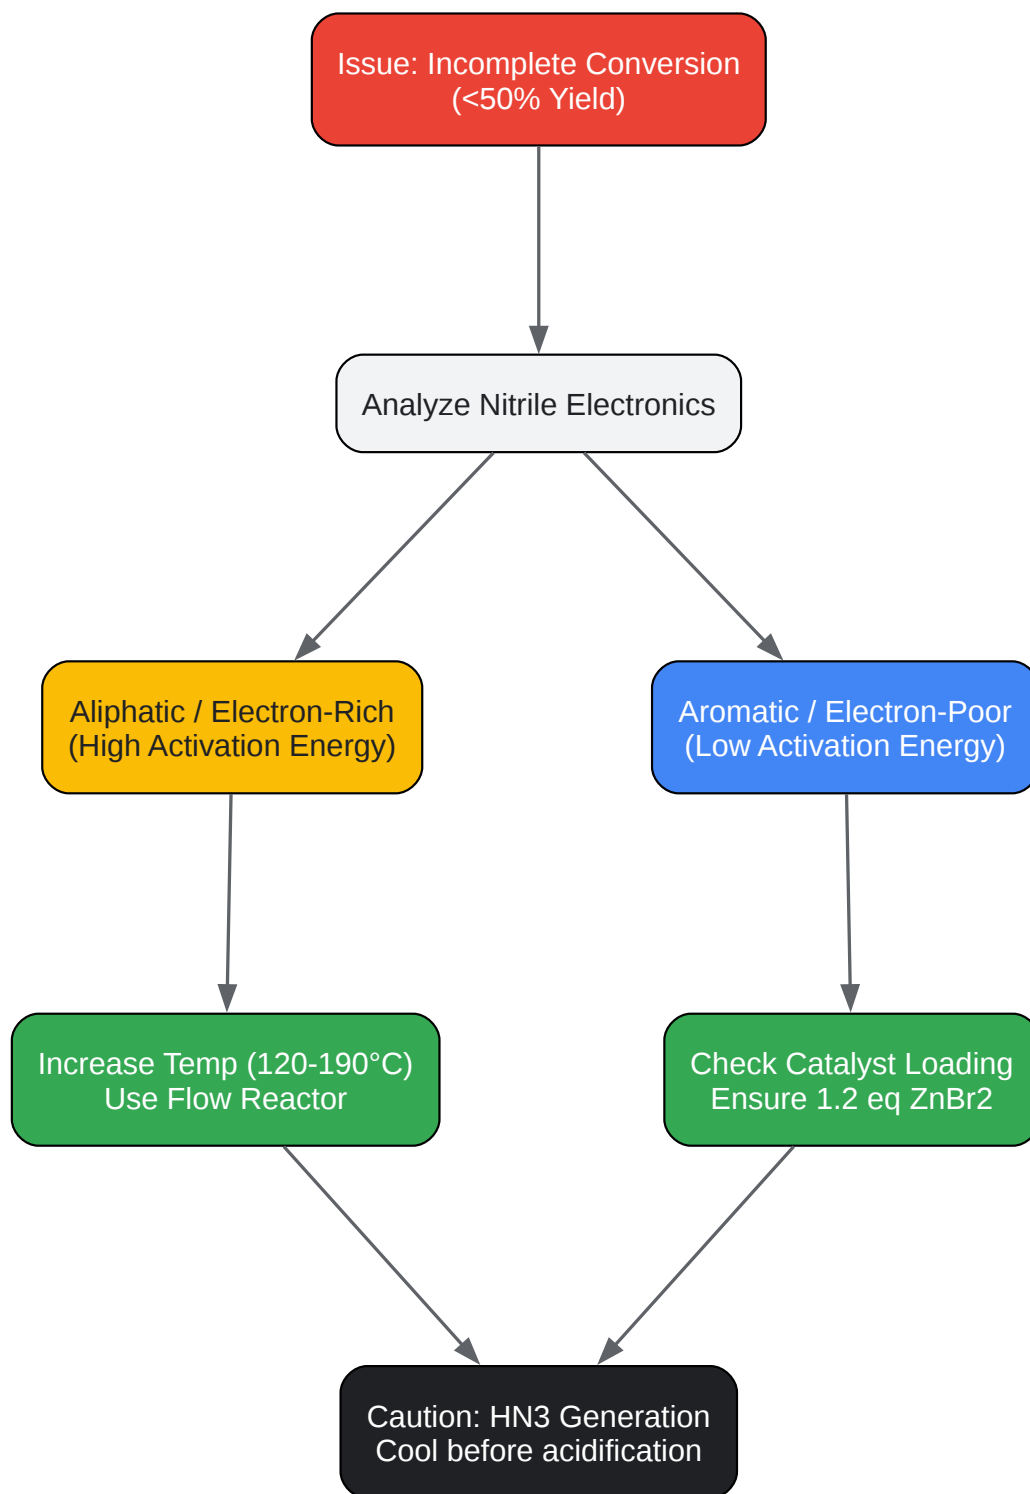 Issue: Incomplete Conversion
(<50% Yield)
Analyze Nitrile Electronics
Aliphatic / Electron-Rich
(High Activation Energy)
Aromatic / Electron-Poor
(Low Activation Energy)
Increase Temp (120-190°C)
Use Flow Reactor
Check Catalyst Loading
Ensure 1.2 eq ZnBr2
Caution: HN3 Generation
Cool before acidification